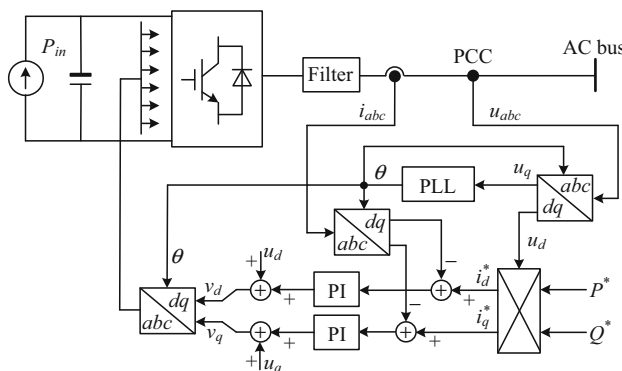 P_in
Filter
PCC
AC bus
i_abc
u_abc
θ
PLL
u_q
abc
dq
dq
abc
θ
u_d
+
u_d
−
i_d^*
P^*
v_d
+
PI
+
−
dq
abc
v_q
+
PI
+
i_q^*
Q^*
+
u_q